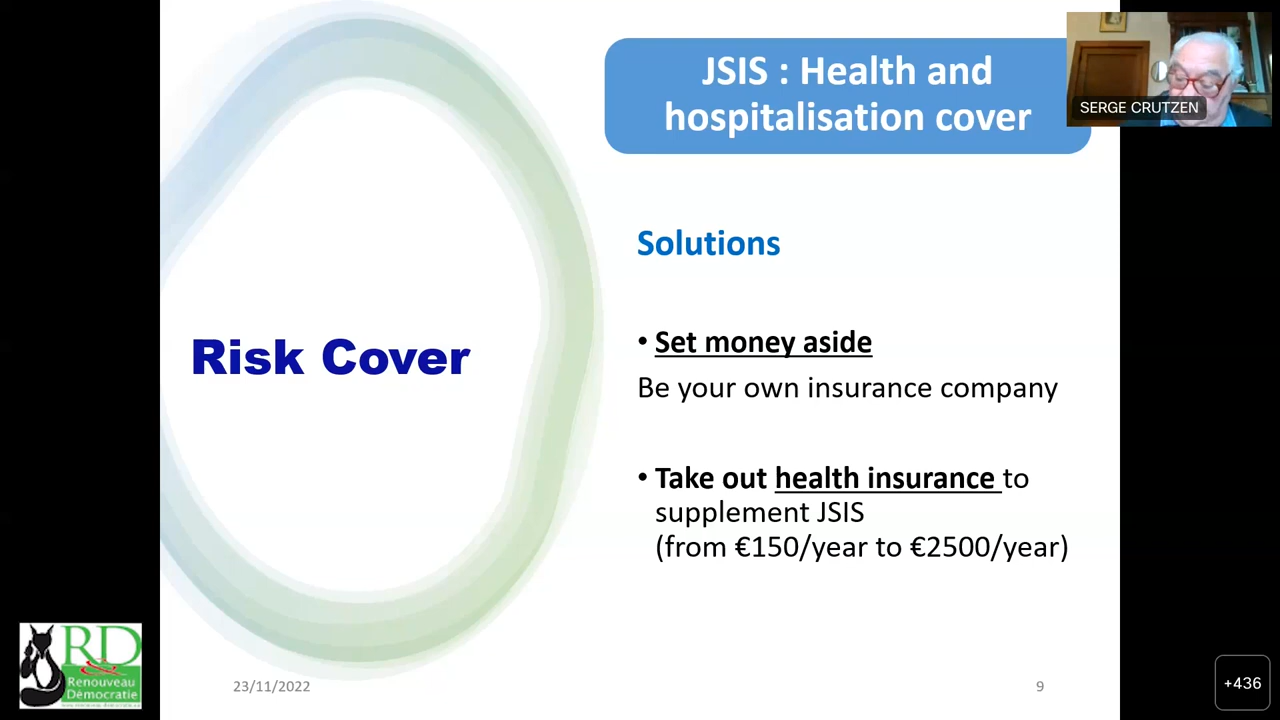 JSIS : Health and
hospitalisation cover
SERGE CRUTZEN
Solutions
• Set money aside
Be your own insurance company
Risk Cover
• Take out health insurance to
supplement JSIS
(from €150/year to €2500/year)
RD
Renouveau
Démocratie
23/11/2022
9
+436